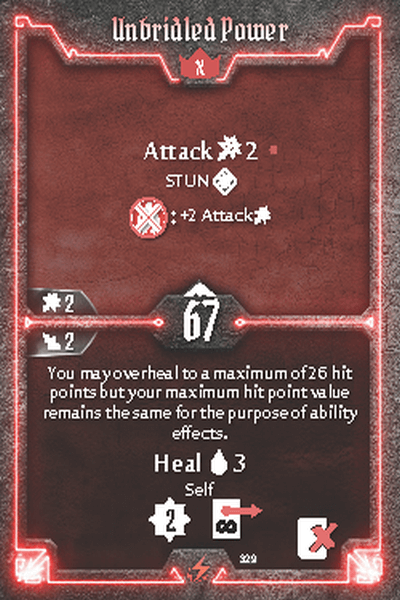 Unbridled Power
X
Attack 2
STUN
: +2 Attack
2
67
2
You may overheal to a maximum of 26 hit
points but your maximum hit point value
remains the same for the purpose of ability
effects.
Heal 3
Self
2
329